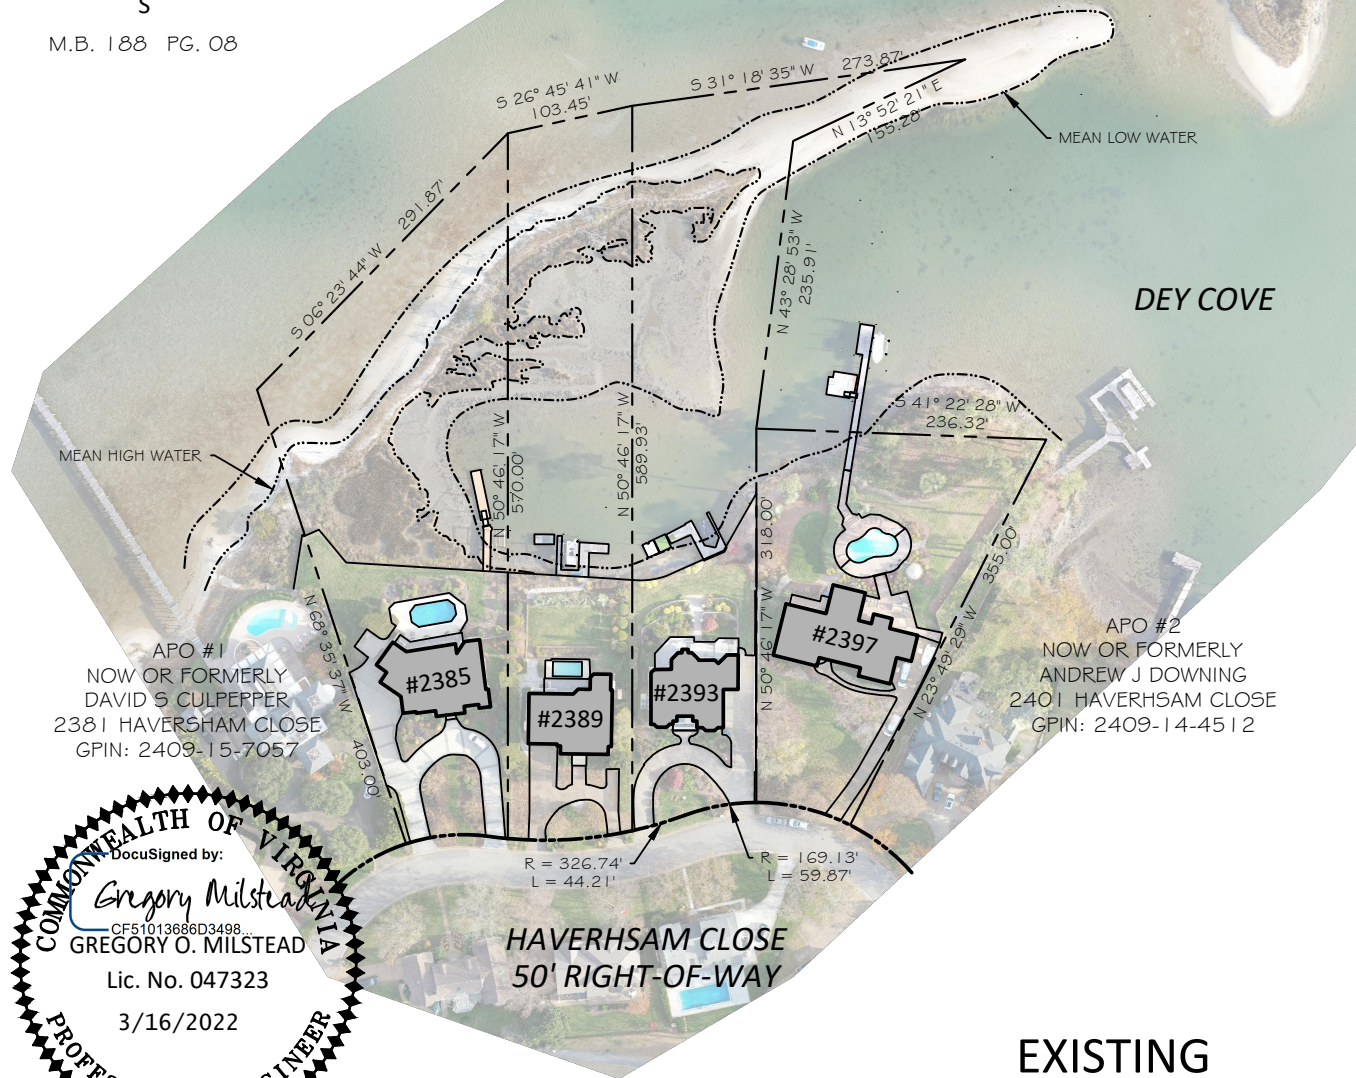 S
M.B. 188 PG. 08
S 26° 45' 41" W
103.45'
S 31° 18' 35" W 273.87'
N 13° 52' 21" E
155.28'
MEAN LOW WATER
S 06° 23' 44" W 291.87'
N 43° 28' 53" W
235.91'
DEY COVE
S 41° 22' 28" W
236.32'
MEAN HIGH WATER
N 50° 46' 17" W
570.00'
N 50° 46' 17" W
589.93'
N 50° 46' 17" W 318.00'
N 23° 49' 29" W 355.00'
N 68° 35' 37" W 403.00'
APO #1
NOW OR FORMERLY
DAVID S CULPEPPER
2381 HAVERSHAM CLOSE
GPIN: 2409-15-7057
#2385
#2389
#2393
#2397
APO #2
NOW OR FORMERLY
ANDREW J DOWNING
2401 HAVERHSAM CLOSE
GPIN: 2409-14-4512
R = 326.74'
L = 44.21'
R = 169.13'
L = 59.87'
HAVERHSAM CLOSE
50' RIGHT-OF-WAY
COMMONWEALTH OF VIRGINIA
DocuSigned by:
Gregory Milstead
CF51013686D3498...
GREGORY O. MILSTEAD
Lic. No. 047323
3/16/2022
EXISTING